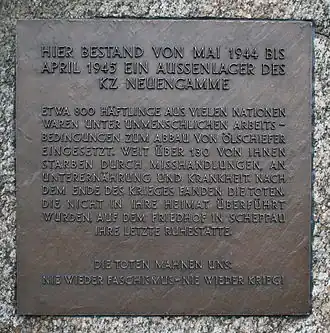 HIER BESTAND VON MAI 1944 BIS
APRIL 1945 EIN AUSSENLAGER DES
KZ NEUENGAMME
ETWA 800 HÄFTLINGE AUS VIELEN NATIONEN
WAREN UNTER UNMENSCHLICHEN ARBEITS-
BEDINGUNGEN ZUM ABBAU VON ÖLSCHIEFER
EINGESETZT. WEIT ÜBER 130 VON IHNEN
STARBEN DURCH MISSHANDLUNGEN, AN
UNTERERNÄHRUNG UND KRANKHEIT. NACH
DEM ENDE DES KRIEGES FANDEN DIE TOTEN,
DIE NICHT IN IHRE HEIMAT ÜBERFÜHRT
WURDEN, AUF DEM FRIEDHOF IN SCHEPPAU
IHRE LETZTE RUHESTÄTTE.
DIE TOTEN MAHNEN UNS:
NIE WIEDER FASCHISMUS - NIE WIEDER KRIEG!